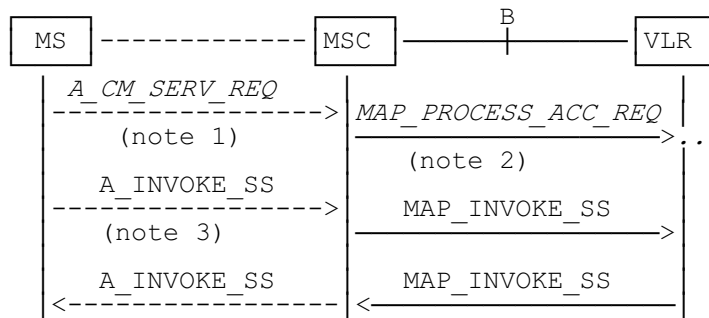 B
MS MSC VLR
A_CM_SERV_REQ
MAP_PROCESS_ACC_REQ
(note 1)
..
(note 2)
A_INVOKE_SS
MAP_INVOKE_SS
(note 3)
A_INVOKE_SS MAP_INVOKE_SS